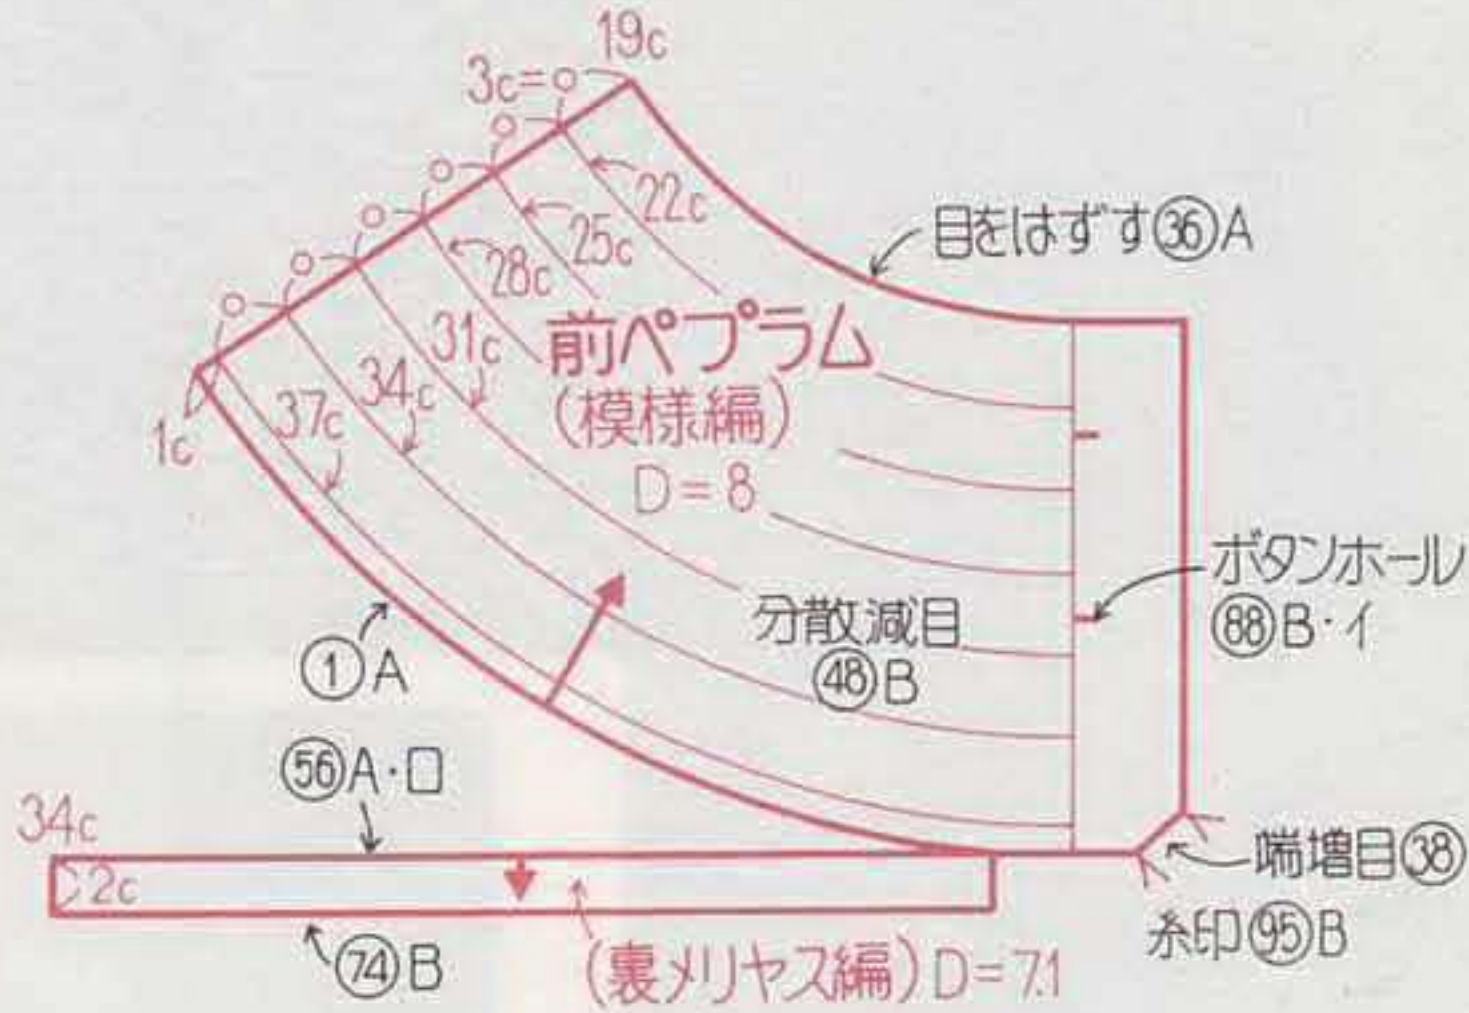 19c
3c=○
22c
目をはずす㊱A
25c
28c
前ペプラム
31c
(模様編)
34c
37c
1c
D=8
ボタンホール
88B・イ
分散減目
㊽B
①A
56A・ロ
34c
2c
端増目㊳
糸印95B
74B
(裏メリヤス編)D=7.1